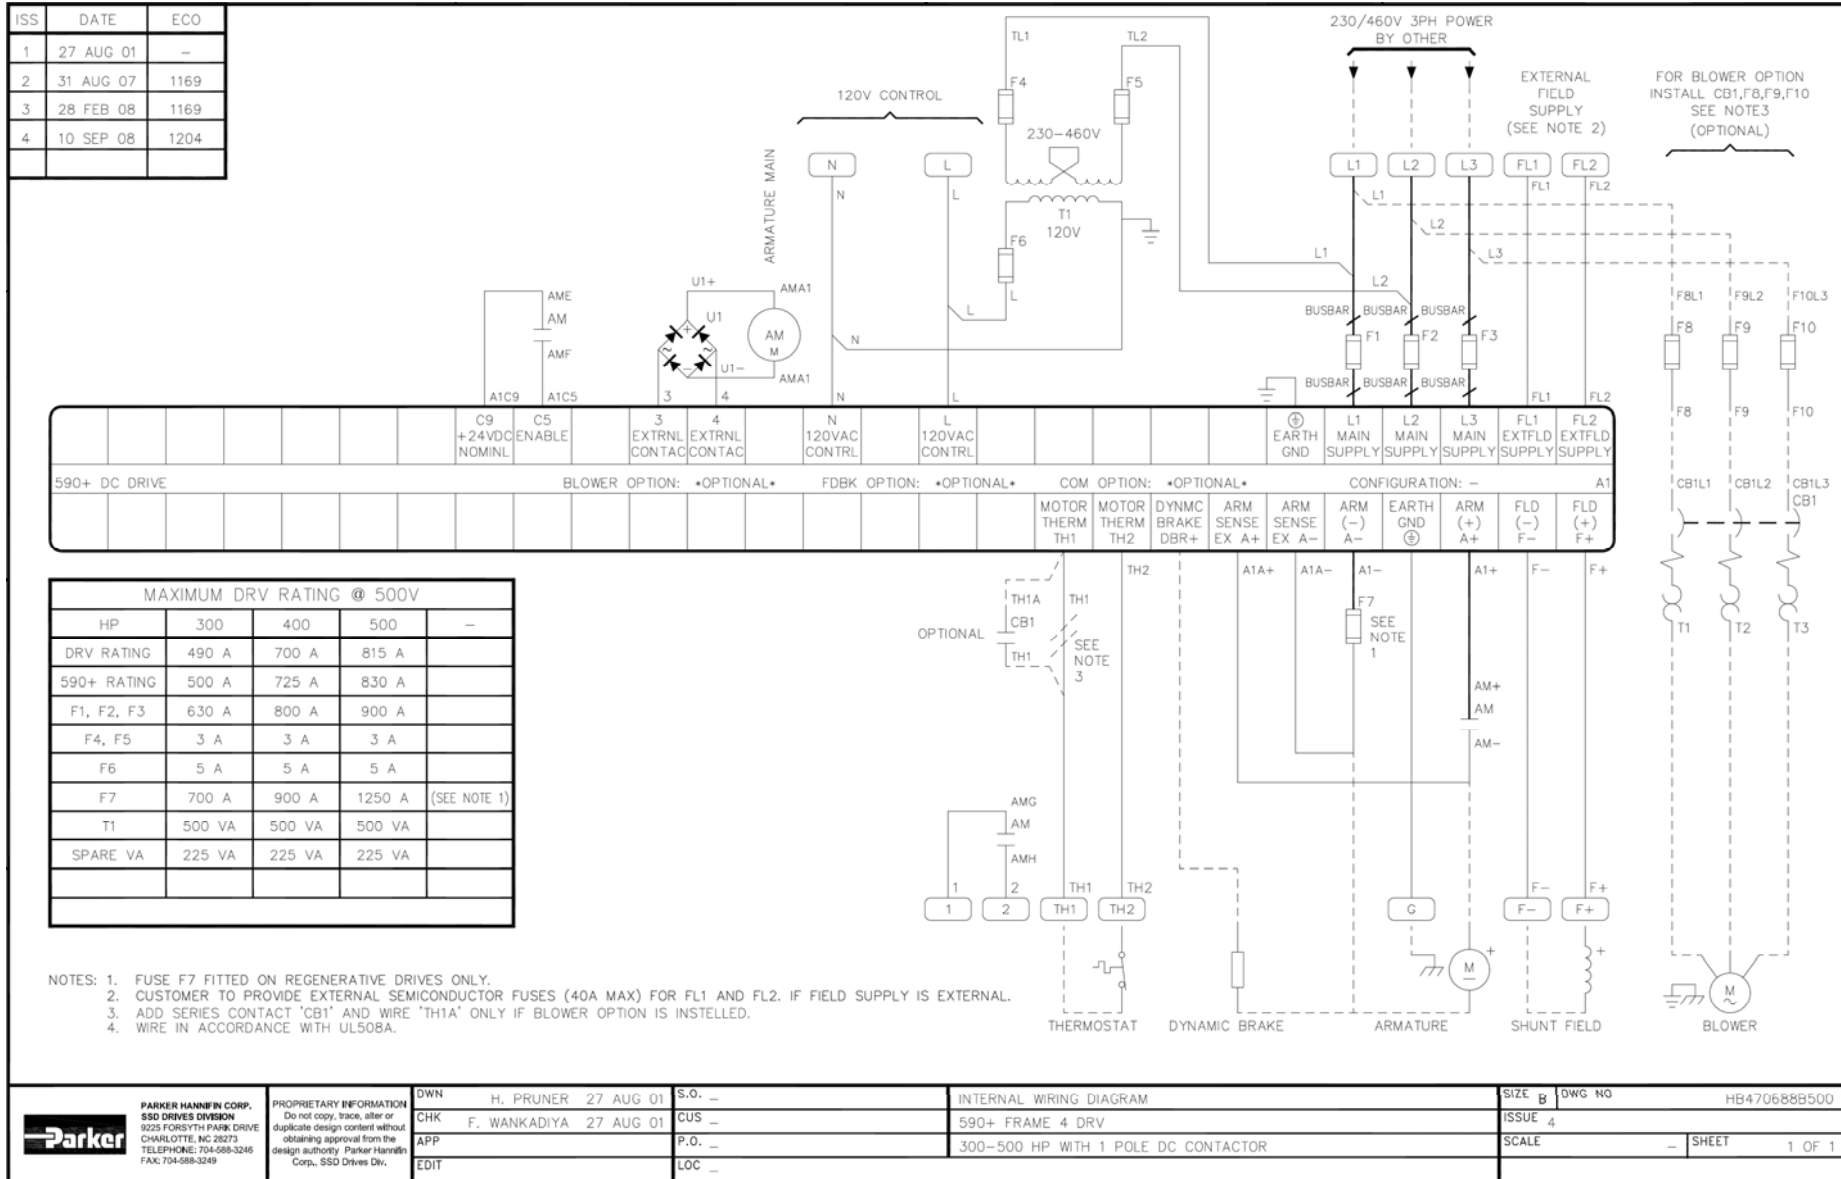 ISS DATE ECO
1 27 AUG 01 –
2 31 AUG 07 1169
3 28 FEB 08 1169
4 10 SEP 08 1204
120V CONTROL
TL1
TL2
F4
F5
230–460V
T1
120V
F6
L
N
L
N
L
L
N
ARMATURE MAIN
230/460V 3PH POWER
BY OTHER
EXTERNAL
FIELD
SUPPLY
(SEE NOTE 2)
FOR BLOWER OPTION
INSTALL CB1,F8,F9,F10
SEE NOTE3
(OPTIONAL)
L1 L2 L3 FL1 FL2
FL1 FL2
L1
L2
L3
L1
L2
BUSBAR BUSBAR BUSBAR
F1 F2 F3
BUSBAR BUSBAR BUSBAR
FL1 FL2
F8L1 F9L2 F10L3
F8 F9 F10
F8 F9 F10
CB1L1 CB1L2 CB1L3
CB1
T1 T2 T3
AME
AM
AMF
A1C9 A1C5
U1+
AMA1
U1
+
~ ~
–
AM
M
U1–
AMA1
3 4
N L
C9
+24VDC
NOMINL
C5
ENABLE
3
EXTRNL
CONTAC
4
EXTRNL
CONTAC
N
120VAC
CONTRL
L
120VAC
CONTRL
EARTH
GND
L1
MAIN
SUPPLY
L2
MAIN
SUPPLY
L3
MAIN
SUPPLY
FL1
EXTFLD
SUPPLY
FL2
EXTFLD
SUPPLY
590+ DC DRIVE BLOWER OPTION: *OPTIONAL* FDBK OPTION: *OPTIONAL* COM OPTION: *OPTIONAL* CONFIGURATION: – A1
MOTOR
THERM
TH1
MOTOR
THERM
TH2
DYNMC
BRAKE
DBR+
ARM
SENSE
EX A+
ARM
SENSE
EX A–
ARM
(–)
A–
EARTH
GND
ARM
(+)
A+
FLD
(–)
F–
FLD
(+)
F+
TH2 A1A+ A1A– A1– A1+ F– F+
TH1A TH1
CB1
OPTIONAL
TH1
SEE
NOTE
3
F7
SEE
NOTE
1
AM+
AM
AM–
AMG
AM
AMH
1 2 TH1 TH2 F– F+
1 2 TH1 TH2 G F– F+
M
+
+
M
~
THERMOSTAT DYNAMIC BRAKE ARMATURE SHUNT FIELD BLOWER
MAXIMUM DRV RATING @ 500V
HP 300 400 500 –
DRV RATING 490 A 700 A 815 A
590+ RATING 500 A 725 A 830 A
F1, F2, F3 630 A 800 A 900 A
F4, F5 3 A 3 A 3 A
F6 5 A 5 A 5 A
F7 700 A 900 A 1250 A (SEE NOTE 1)
T1 500 VA 500 VA 500 VA
SPARE VA 225 VA 225 VA 225 VA
NOTES: 1. FUSE F7 FITTED ON REGENERATIVE DRIVES ONLY.
2. CUSTOMER TO PROVIDE EXTERNAL SEMICONDUCTOR FUSES (40A MAX) FOR FL1 AND FL2. IF FIELD SUPPLY IS EXTERNAL.
3. ADD SERIES CONTACT 'CB1' AND WIRE 'TH1A' ONLY IF BLOWER OPTION IS INSTELLED.
4. WIRE IN ACCORDANCE WITH UL508A.
Parker
PARKER HANNIFIN CORP.
SSD DRIVES DIVISION
9225 FORSYTH PARK DRIVE
CHARLOTTE, NC 28273
TELEPHONE: 704-588-3246
FAX: 704-588-3249
PROPRIETARY INFORMATION
Do not copy, trace, alter or
duplicate design content without
obtaining approval from the
design authority Parker Hannifin
Corp., SSD Drives Div.
DWN H. PRUNER 27 AUG 01
CHK F. WANKADIYA 27 AUG 01
APP
EDIT
S.O. –
CUS –
P.O. –
LOC –
INTERNAL WIRING DIAGRAM
590+ FRAME 4 DRV
300–500 HP WITH 1 POLE DC CONTACTOR
SIZE B DWG NO HB470688B500
ISSUE 4
SCALE – SHEET 1 OF 1